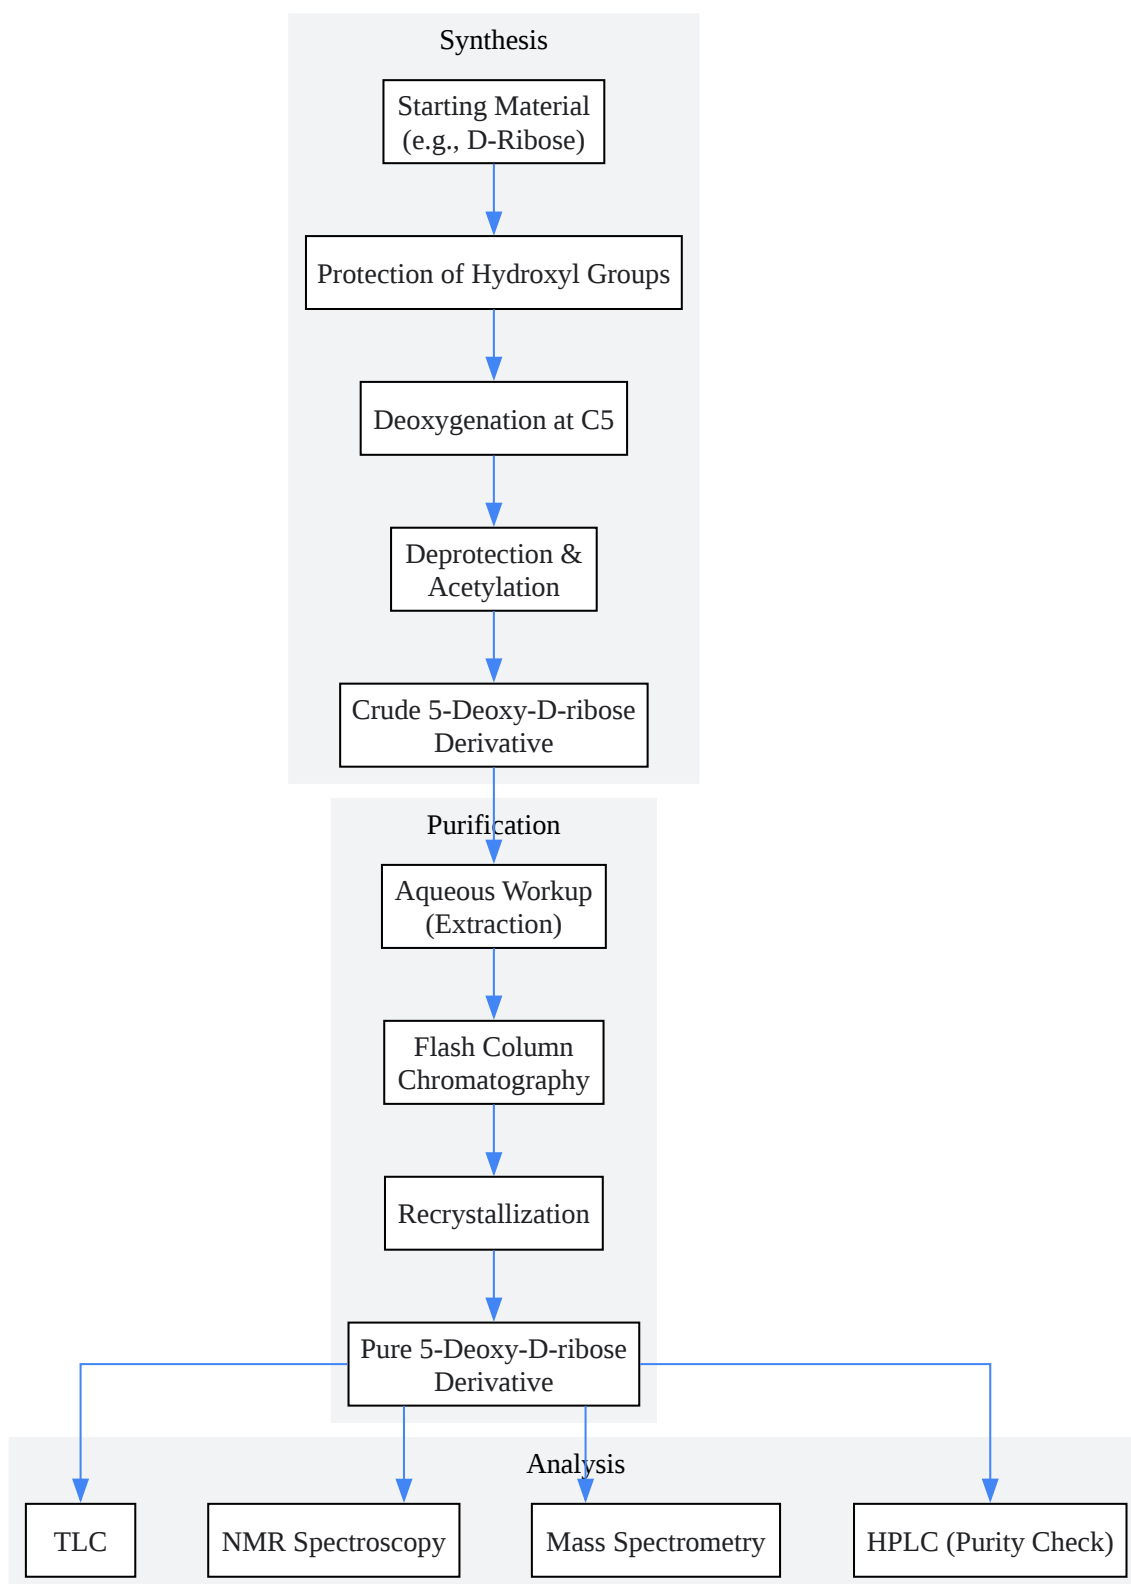 Synthesis
Starting Material
(e.g., D-Ribose)
Protection of Hydroxyl Groups
Deoxygenation at C5
Deprotection &
Acetylation
Crude 5-Deoxy-D-ribose
Derivative
Purification
Aqueous Workup
(Extraction)
Flash Column
Chromatography
Recrystallization
Pure 5-Deoxy-D-ribose
Derivative
Analysis
TLC
NMR Spectroscopy
Mass Spectrometry
HPLC (Purity Check)